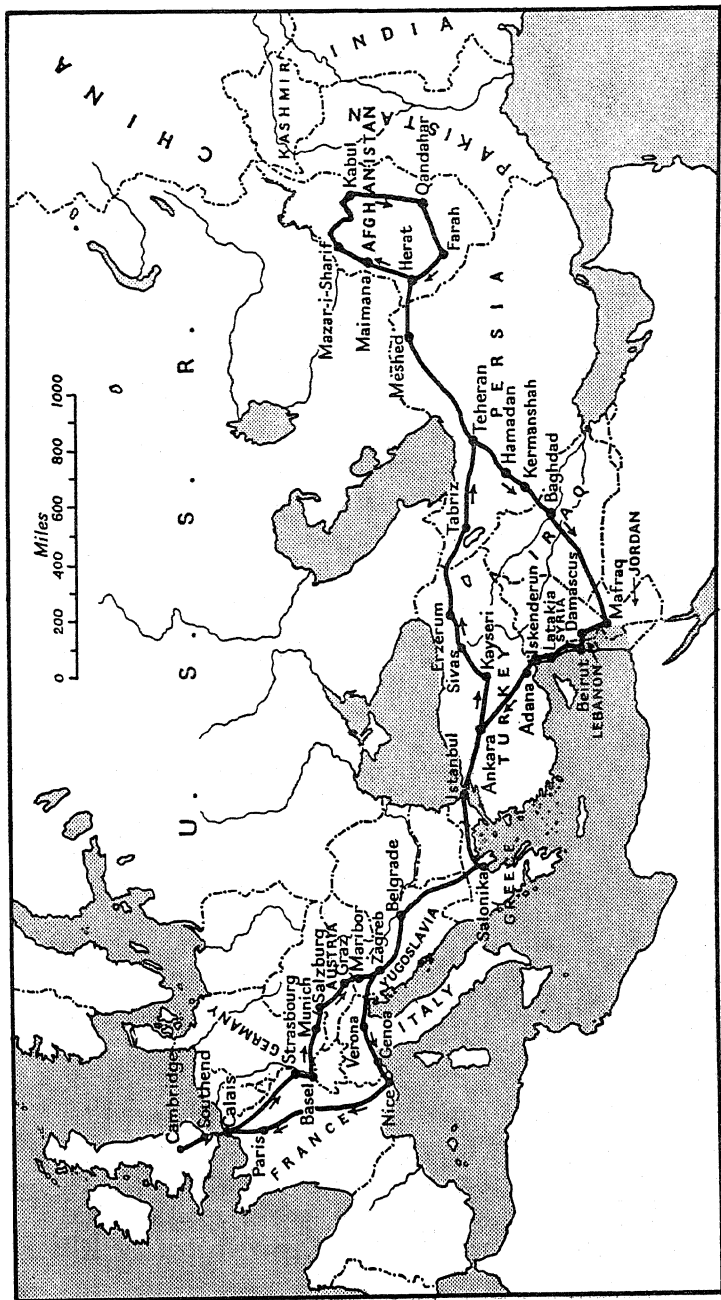 CHINA
INDIA
KASHMIR
PAKISTAN
AFGHANISTAN
Kabul
Qandahar
Mazar-i-Sharif
Maimana
Herat
Farah
Meshed
PERSIA
U. S. S. R.
Miles
0 200 400 600 800 1000
Teheran
Hamadan
Kermanshah
Baghdad
Tabriz
IRAQ
Erzerum
Sivas
Kayseri
Iskenderun
Latakia
SYRIA
Damascus
Mafraq
JORDAN
Beirut
LEBANON
Adana
TURKEY
Ankara
Istanbul
Salonika
GREECE
Belgrade
YUGOSLAVIA
Zagreb
Maribor
Graz
AUSTRIA
Salzburg
Munich
Strasbourg
GERMANY
Basel
Verona
Genoa
ITALY
Nice
FRANCE
Paris
Calais
Southend
Cambridge